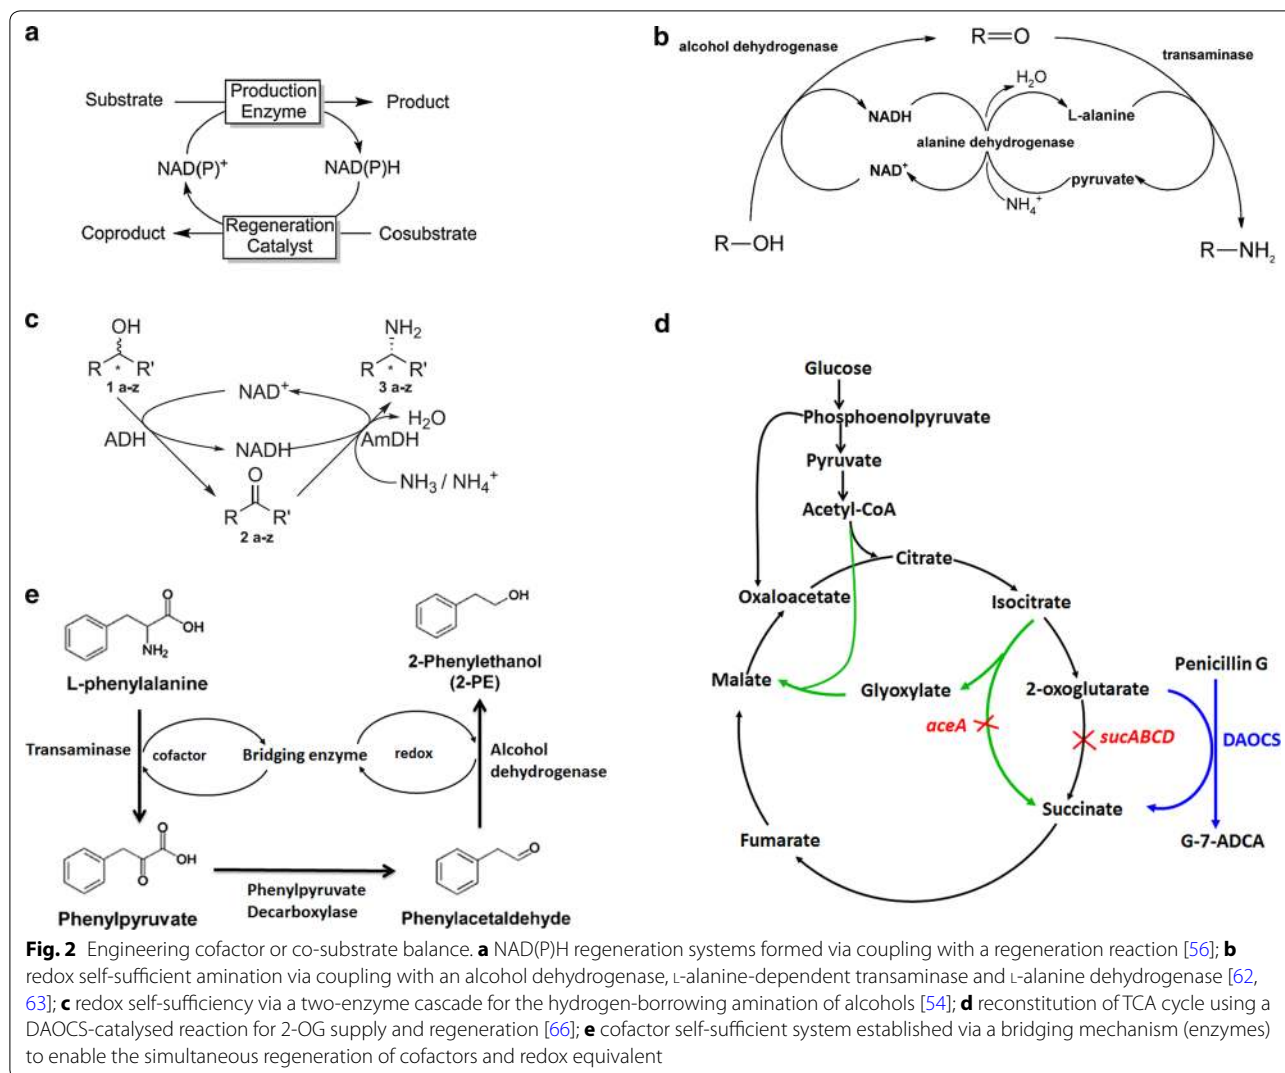 a
Substrate
Production
Enzyme
Product
NAD(P)+
NAD(P)H
Coproduct
Regeneration
Catalyst
Cosubstrate
b
alcohol dehydrogenase
R=O
transaminase
H2O
NADH
L-alanine
alanine dehydrogenase
NAD+
pyruvate
NH4+
R—OH
R—NH2
c
OH
R
R'
*
1 a-z
NH2
R
R'
*
3 a-z
NAD+
H2O
ADH
NADH
AmDH
O
NH3 / NH4+
R
R'
2 a-z
d
Glucose
Phosphoenolpyruvate
Pyruvate
Acetyl-CoA
Citrate
Oxaloacetate
Isocitrate
Malate
Glyoxylate
2-oxoglutarate
Penicillin G
aceA
sucABCD
DAOCS
Succinate
Fumarate
G-7-ADCA
e
O
OH
NH2
L-phenylalanine
OH
2-Phenylethanol
(2-PE)
Transaminase
cofactor
Bridging enzyme
redox
Alcohol
dehydrogenase
O
OH
O
Phenylpyruvate
Phenylpyruvate
Decarboxylase
O
Phenylacetaldehyde
Fig. 2 Engineering cofactor or co-substrate balance. a NAD(P)H regeneration systems formed via coupling with a regeneration reaction [56]; b
redox self-sufficient amination via coupling with an alcohol dehydrogenase, L-alanine-dependent transaminase and L-alanine dehydrogenase [62,
63]; c redox self-sufficiency via a two-enzyme cascade for the hydrogen-borrowing amination of alcohols [54]; d reconstitution of TCA cycle using a
DAOCS-catalysed reaction for 2-OG supply and regeneration [66]; e cofactor self-sufficient system established via a bridging mechanism (enzymes)
to enable the simultaneous regeneration of cofactors and redox equivalent